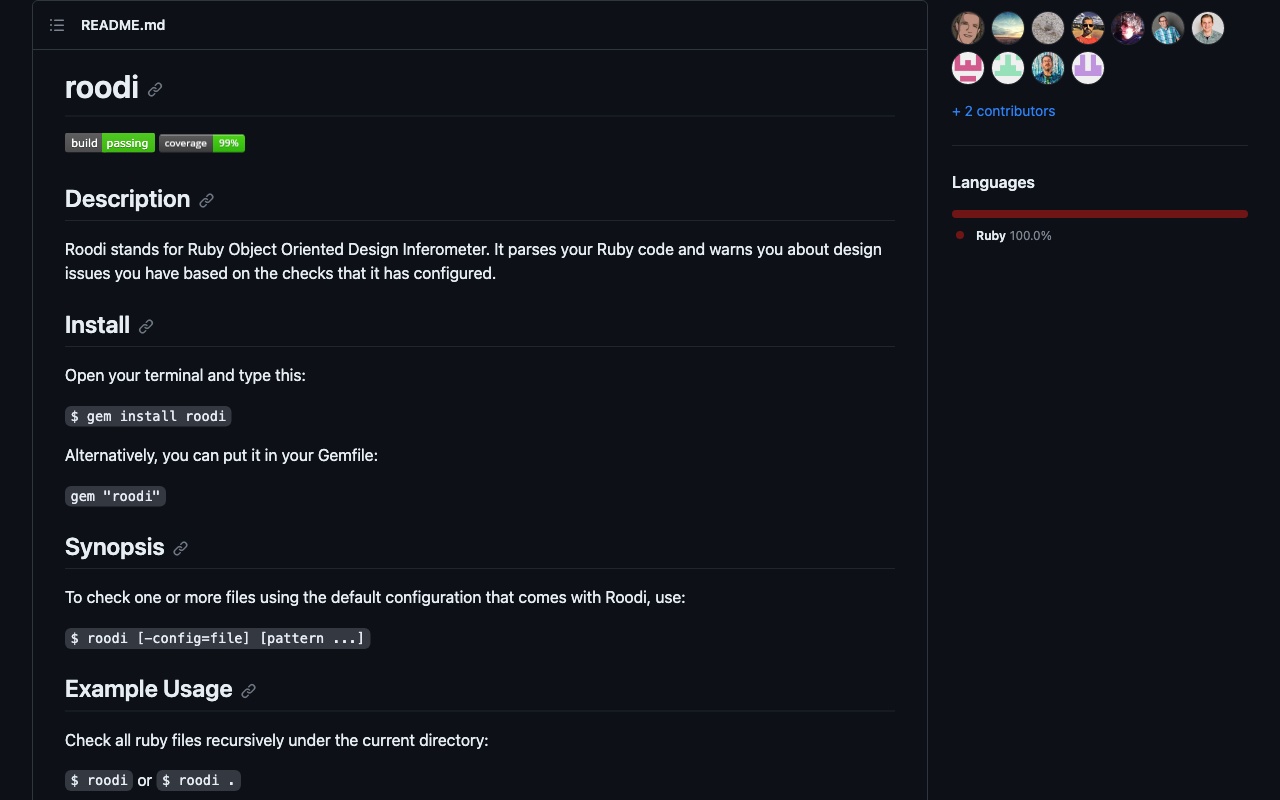 README.md
roodi
build passing coverage 99%
Description
Roodi stands for Ruby Object Oriented Design Inferometer. It parses your Ruby code and warns you about design
issues you have based on the checks that it has configured.
Install
Open your terminal and type this:
$ gem install roodi
Alternatively, you can put it in your Gemfile:
gem "roodi"
Synopsis
To check one or more files using the default configuration that comes with Roodi, use:
$ roodi [-config=file] [pattern ...]
Example Usage
Check all ruby files recursively under the current directory:
$ roodi or $ roodi .
+ 2 contributors
Languages
Ruby 100.0%